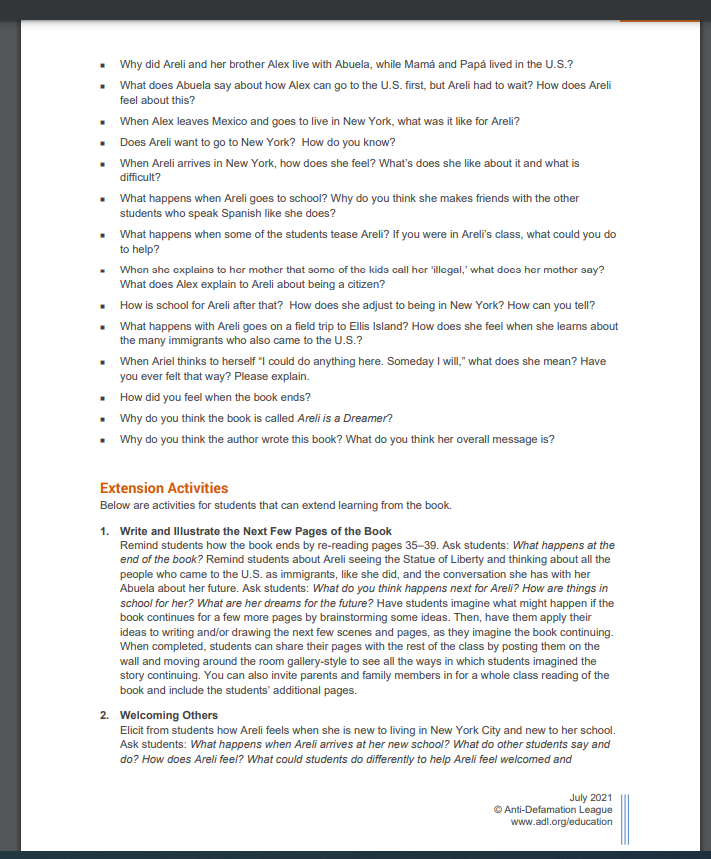 ▪ Why did Areli and her brother Alex live with Abuela, while Mamá and Papá lived in the U.S.?
▪ What does Abuela say about how Alex can go to the U.S. first, but Areli had to wait? How does Areli
feel about this?
▪ When Alex leaves Mexico and goes to live in New York, what was it like for Areli?
▪ Does Areli want to go to New York?  How do you know?
▪ When Areli arrives in New York, how does she feel? What's does she like about it and what is
difficult?
▪ What happens when Areli goes to school? Why do you think she makes friends with the other
students who speak Spanish like she does?
▪ What happens when some of the students tease Areli? If you were in Areli's class, what could you do
to help?
▪ When she explains to her mother that some of the kids call her 'illegal,' what does her mother say?
What does Alex explain to Areli about being a citizen?
▪ How is school for Areli after that?  How does she adjust to being in New York? How can you tell?
▪ What happens with Areli goes on a field trip to Ellis Island? How does she feel when she learns about
the many immigrants who also came to the U.S.?
▪ When Ariel thinks to herself "I could do anything here. Someday I will," what does she mean? Have
you ever felt that way? Please explain.
▪ How did you feel when the book ends?
▪ Why do you think the book is called Areli is a Dreamer?
▪ Why do you think the author wrote this book? What do you think her overall message is?
Extension Activities
Below are activities for students that can extend learning from the book.
1. Write and Illustrate the Next Few Pages of the Book
Remind students how the book ends by re-reading pages 35–39. Ask students: What happens at the
end of the book? Remind students about Areli seeing the Statue of Liberty and thinking about all the
people who came to the U.S. as immigrants, like she did, and the conversation she has with her
Abuela about her future. Ask students: What do you think happens next for Areli? How are things in
school for her? What are her dreams for the future? Have students imagine what might happen if the
book continues for a few more pages by brainstorming some ideas. Then, have them apply their
ideas to writing and/or drawing the next few scenes and pages, as they imagine the book continuing.
When completed, students can share their pages with the rest of the class by posting them on the
wall and moving around the room gallery-style to see all the ways in which students imagined the
story continuing. You can also invite parents and family members in for a whole class reading of the
book and include the students' additional pages.
2. Welcoming Others
Elicit from students how Areli feels when she is new to living in New York City and new to her school.
Ask students: What happens when Areli arrives at her new school? What do other students say and
do? How does Areli feel? What could students do differently to help Areli feel welcomed and
July 2021
© Anti-Defamation League
www.adl.org/education